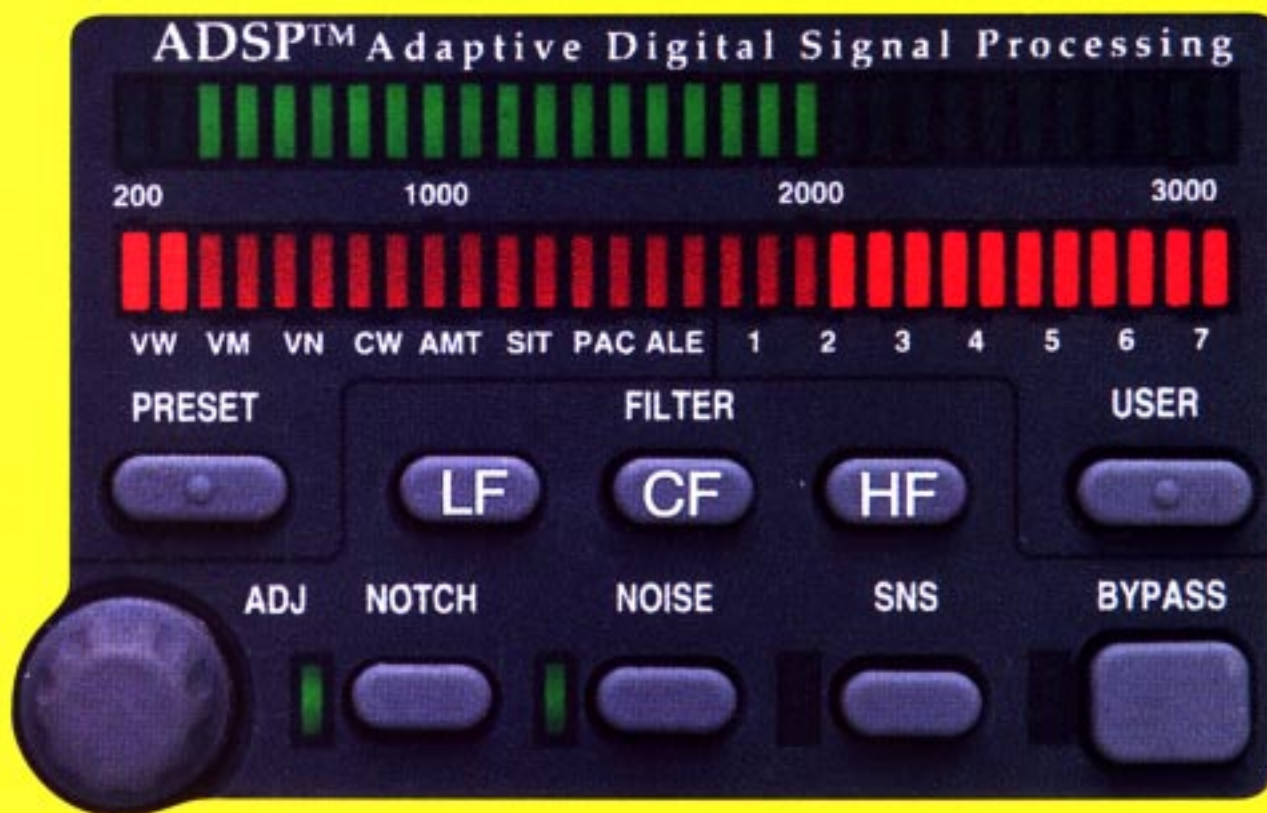 ADSP™ Adaptive Digital Signal Processing
200 1000 2000 3000
VW VM VN CW AMT SIT PAC ALE 1 2 3 4 5 6 7
PRESET FILTER USER
LF CF HF
ADJ NOTCH NOISE SNS BYPASS